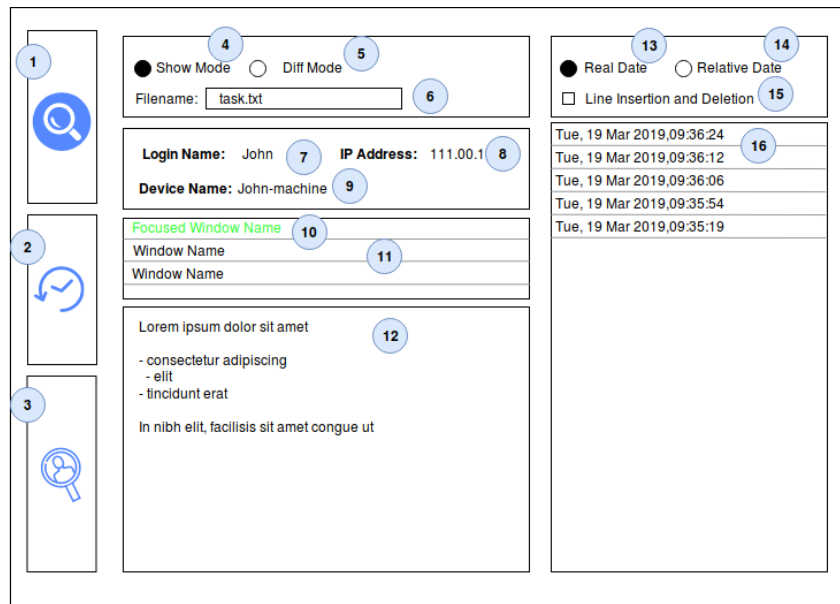 1
2
3
4
5
Show Mode Diff Mode
Filename: task.txt 6
Login Name: John 7 IP Address: 111.00.1 8
Device Name: John-machine 9
Focused Window Name 10
Window Name 11
Window Name
Lorem ipsum dolor sit amet 12
- consectetur adipiscing
- elit
- tincidunt erat
In nibh elit, facilisis sit amet congue ut
13 14
Real Date Relative Date
Line Insertion and Deletion 15
Tue, 19 Mar 2019,09:36:24 16
Tue, 19 Mar 2019,09:36:12
Tue, 19 Mar 2019,09:36:06
Tue, 19 Mar 2019,09:35:54
Tue, 19 Mar 2019,09:35:19